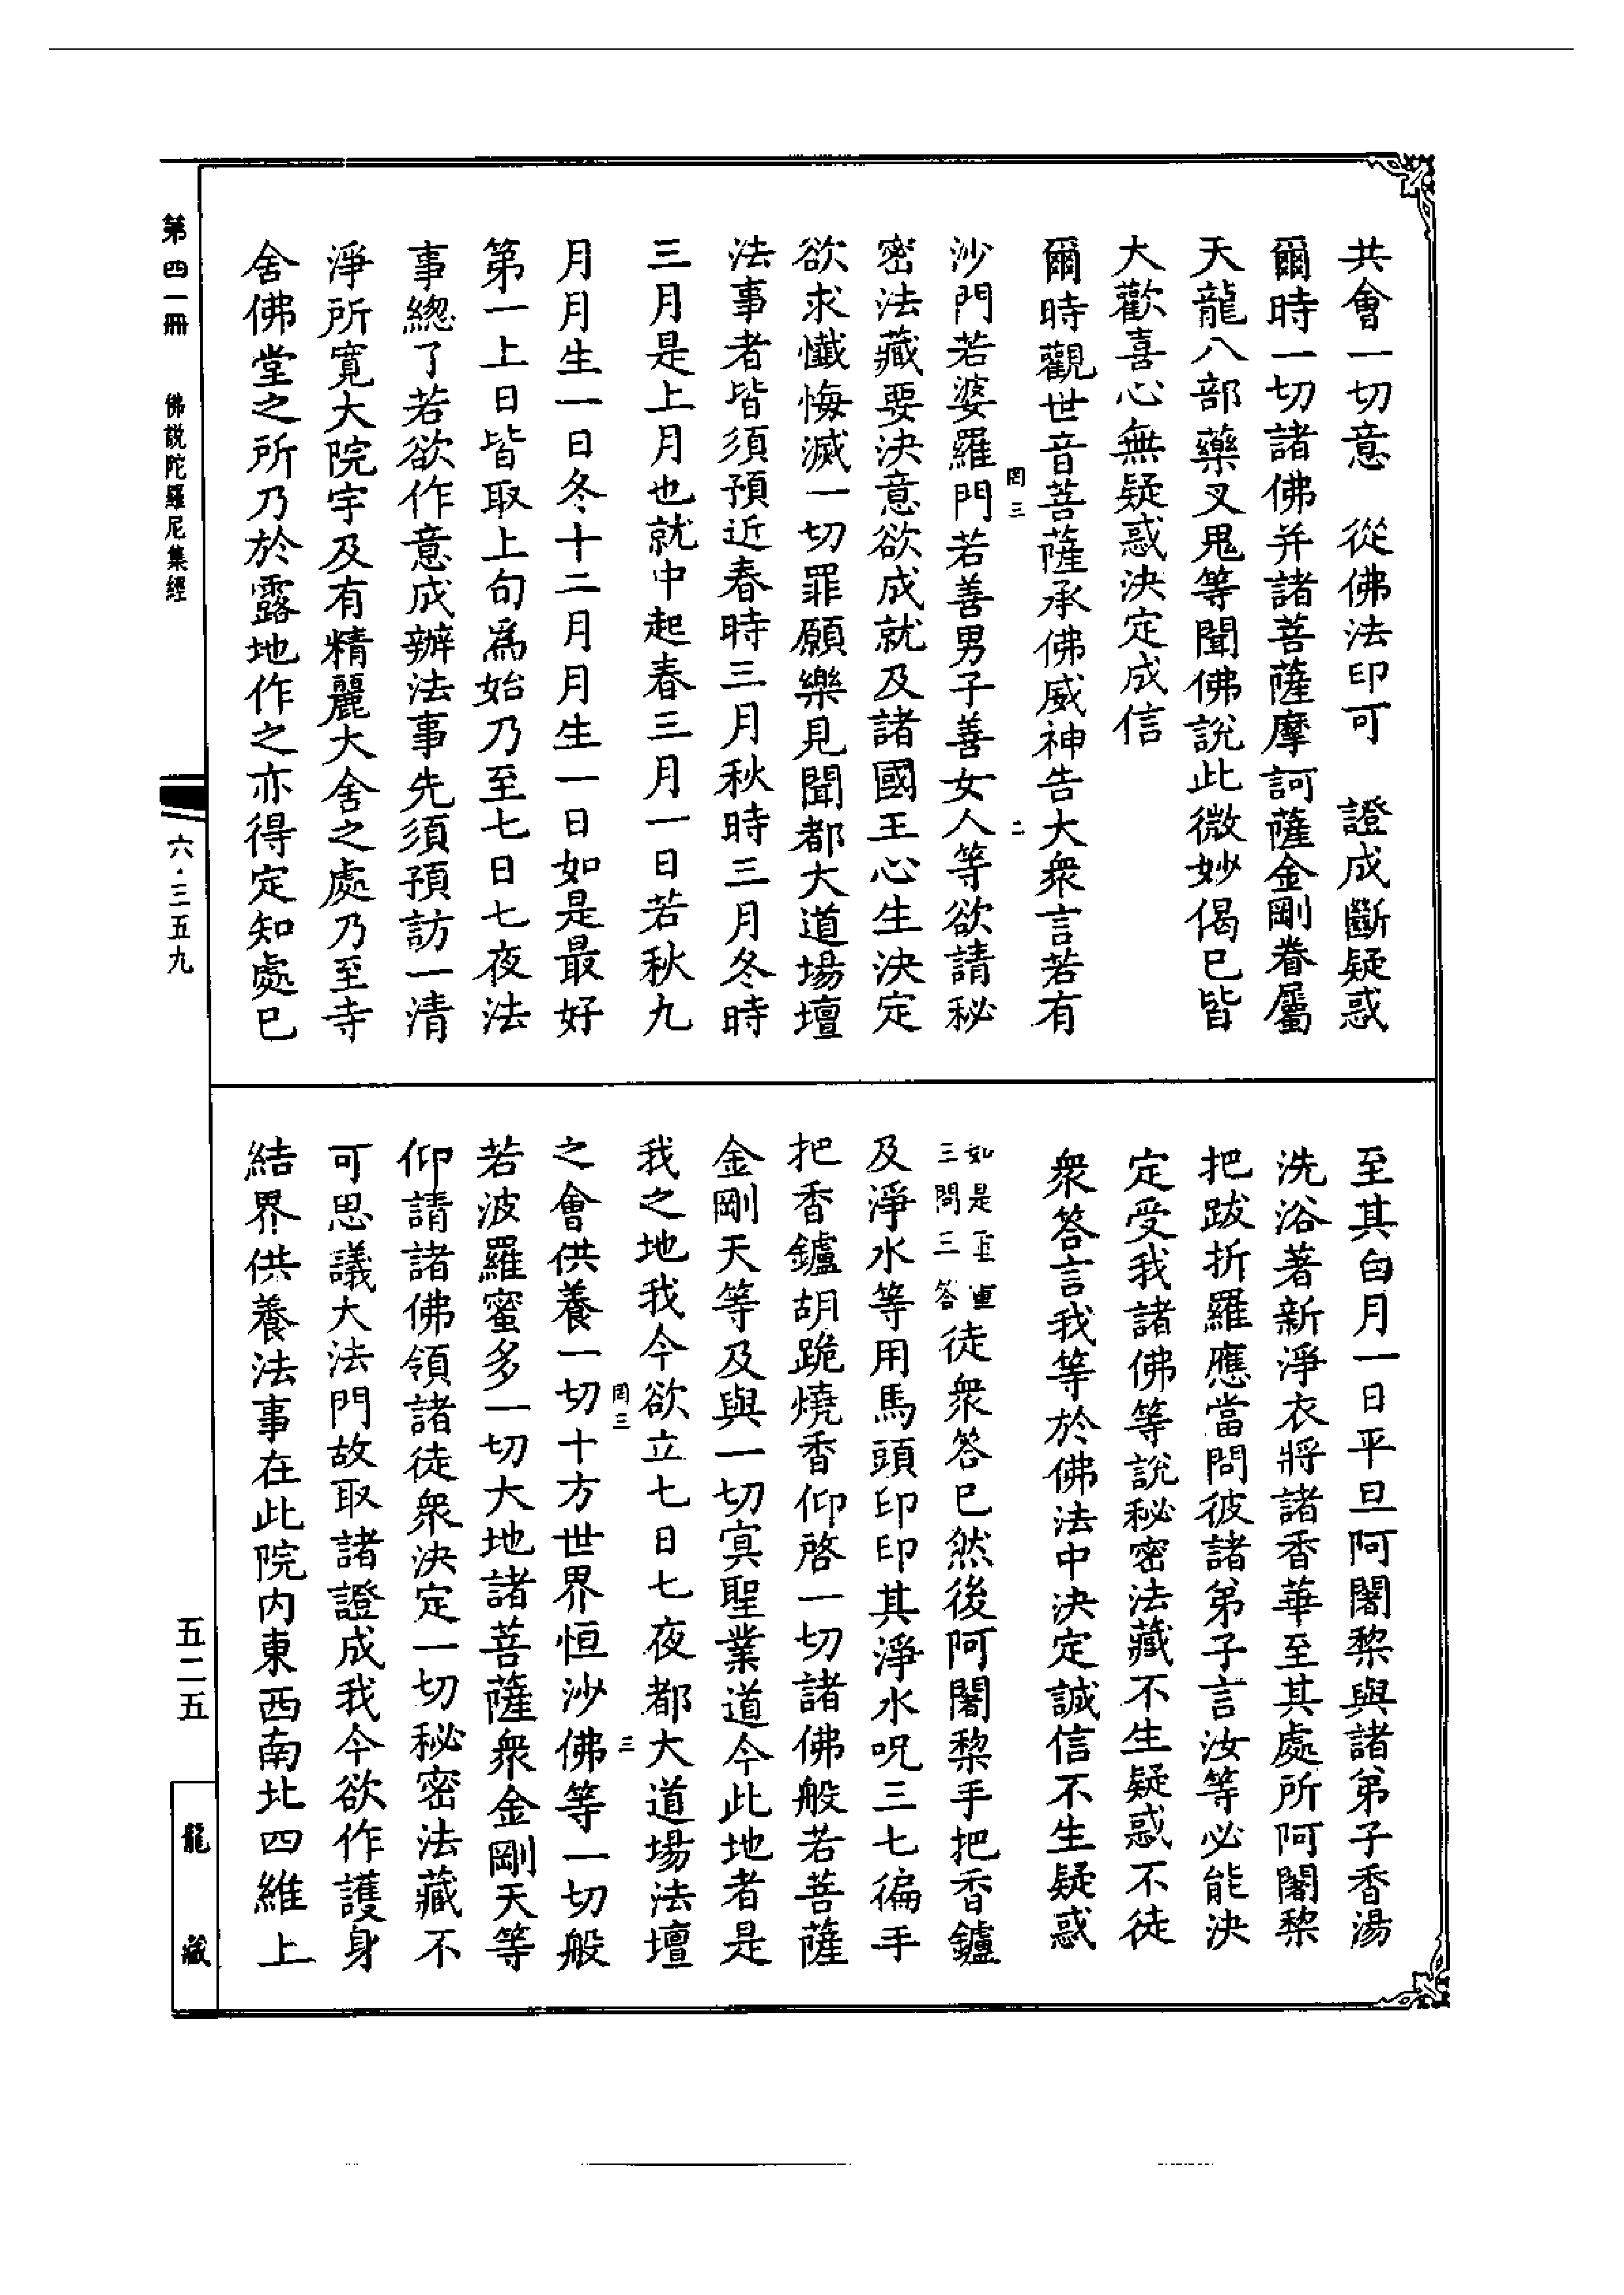 共會一切意　從佛法印可　證成斷疑惑
爾時一切諸佛并諸菩薩摩訶薩金剛眷屬
天龍八部藥叉鬼等聞佛說此微妙偈已皆
大歡喜心無疑惑決定成信
爾時觀世音菩薩承佛威神告大衆言若有
罔三　二
沙門若婆羅門若善男子善女人等欲請秘
密法藏要決意欲成就及諸國王心生決定
欲求懺悔滅一切罪願樂見聞都大道場壇
法事者皆須預近春時三月秋時三月冬時
三月是上月也就中起春三月一日若秋九
月月生一日冬十二月月生一日如是最好
第一上日皆取上句爲始乃至七日七夜法
事總了若欲作意成辦法事先須預訪一清
淨所寬大院宇及有精麗大舍之處乃至寺
舍佛堂之所乃於露地作之亦得定知處已
至其白月一日平旦阿闍黎與諸弟子香湯
洗浴著新淨衣將諸香華至其處所阿闍黎
把跋折羅應當問彼諸弟子言汝等必能決
定受我諸佛等說秘密法藏不生疑惑不徒
衆答言我等於佛法中決定誠信不生疑惑
如是再重三問三答徒衆答已然後阿闍黎手把香鑪
及淨水等用馬頭印印其淨水呪三七徧手
把香鑪胡跪燒香仰啓一切諸佛般若菩薩
金剛天等及與一切冥聖業道今此地者是
我之地我今欲立七日七夜都大道場法壇
罔三　三
之會供養一切十方世界恒沙佛等一切般
若波羅蜜多一切大地諸菩薩衆金剛天等
仰請諸佛領諸徒衆決定一切秘密法藏不
可思議大法門故取諸證成我今欲作護身
結界供養法事在此院内東西南北四維上
第四一冊　佛説陀羅尼集經
六·三五九
五二五
龍藏